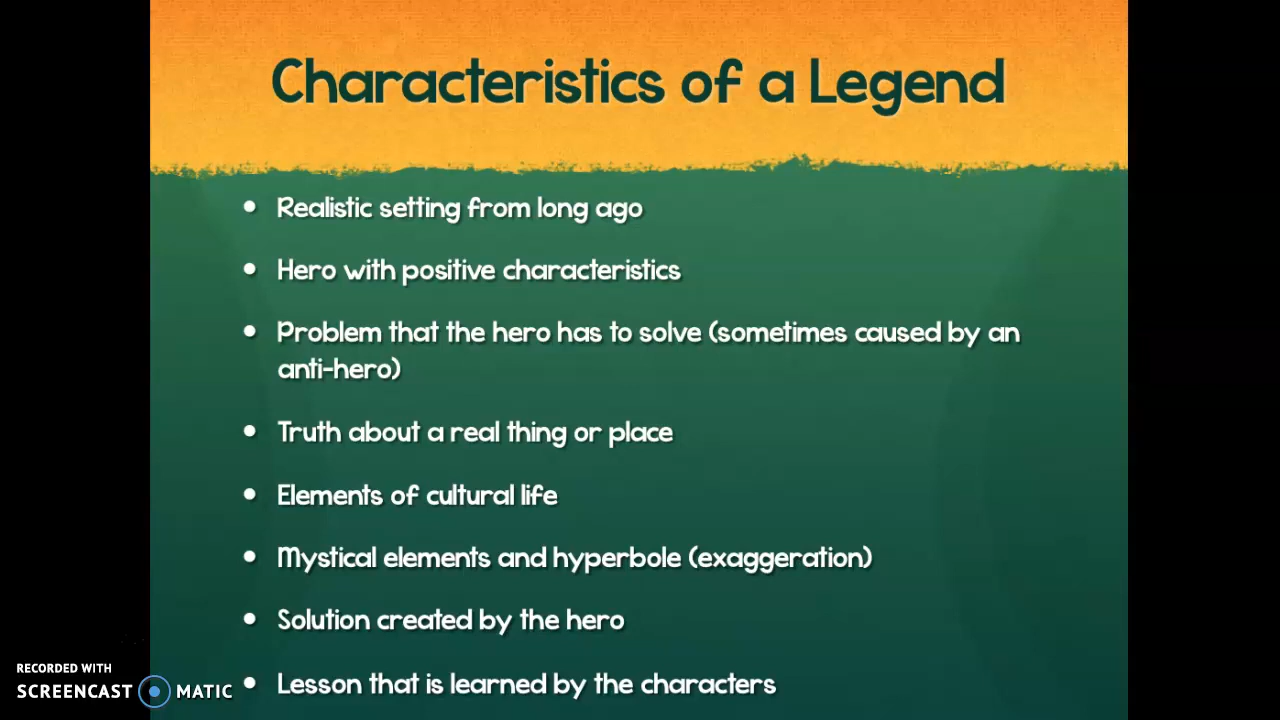 Characteristics of a Legend
• Realistic setting from long ago
• Hero with positive characteristics
• Problem that the hero has to solve (sometimes caused by an
anti-hero)
• Truth about a real thing or place
• Elements of cultural life
• Mystical elements and hyperbole (exaggeration)
• Solution created by the hero
• Lesson that is learned by the characters
RECORDED WITH
SCREENCAST MATIC